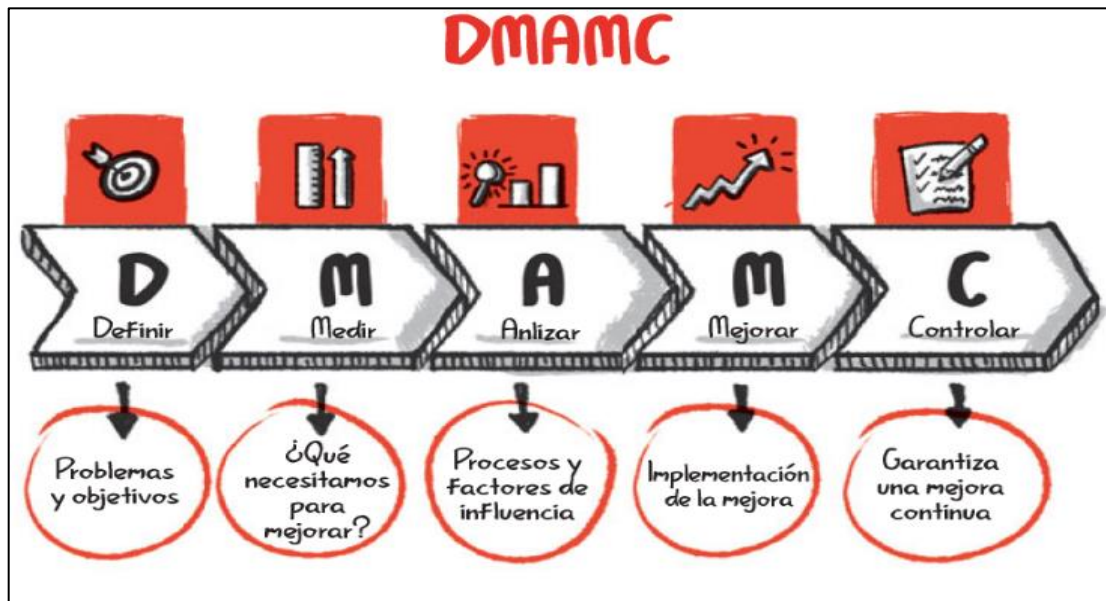 DMAMC
D
Definir
M
Medir
A
Anlizar
M
Mejorar
C
Controlar
Problemas
y objetivos
¿Qué
necesitamos
para
mejorar?
Procesos y
factores de
influencia
Implementación
de la mejora
Garantiza
una mejora
continua